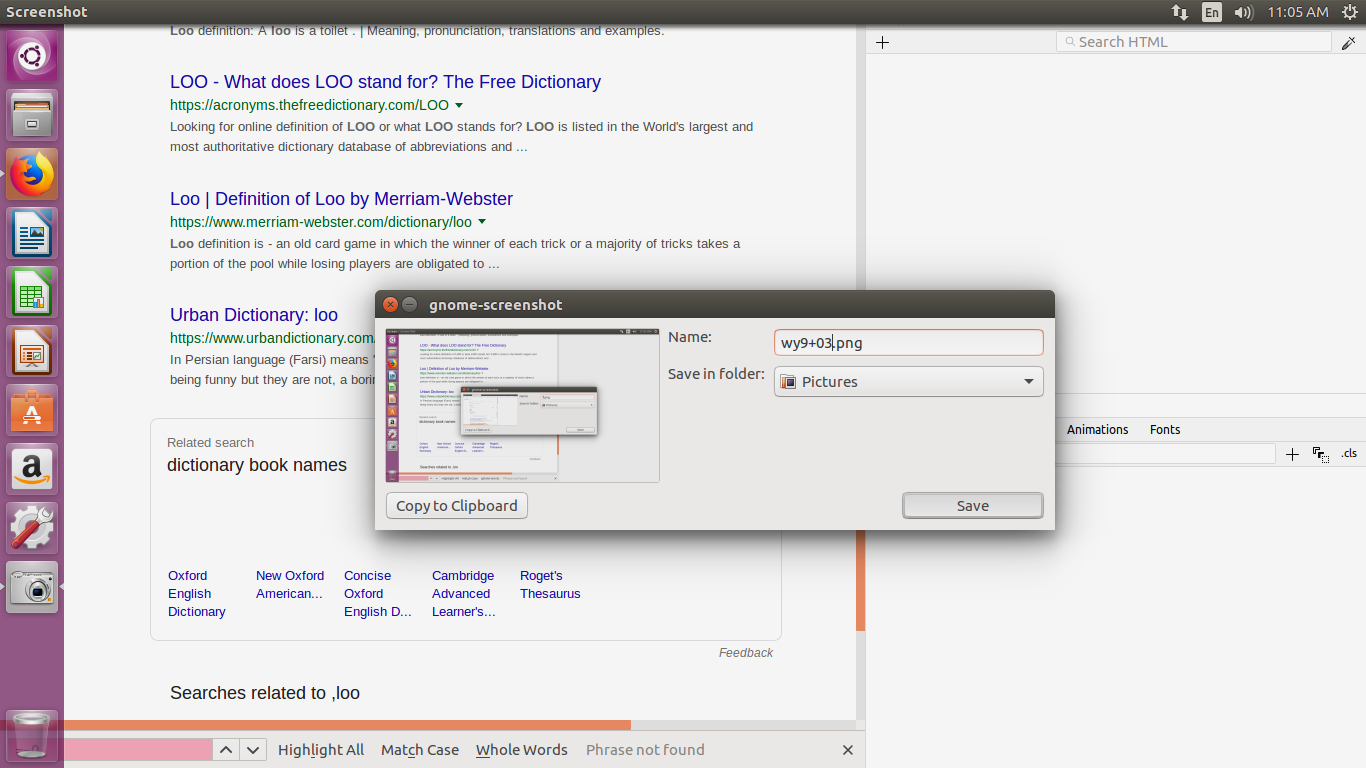 Screenshot
En
11:05 AM
Loo definition: A loo is a toilet . | Meaning, pronunciation, translations and examples.
LOO - What does LOO stand for? The Free Dictionary
https://acronyms.thefreedictionary.com/LOO
Looking for online definition of LOO or what LOO stands for? LOO is listed in the World's largest and
most authoritative dictionary database of abbreviations and ...
Loo | Definition of Loo by Merriam-Webster
https://www.merriam-webster.com/dictionary/loo
Loo definition is - an old card game in which the winner of each trick or a majority of tricks takes a
portion of the pool while losing players are obligated to ...
Urban Dictionary: loo
https://www.urbandictionary.com/
In Persian language (Farsi) means
being funny but they are not, a
Related search
dictionary book names
Oxford
English
Dictionary
New Oxford
American...
Concise
Oxford
English D...
Cambridge
Advanced
Learner's...
Roget's
Thesaurus
Feedback
Searches related to ,loo
Highlight All
Match Case
Whole Words
Phrase not found
Search HTML
Animations
Fonts
.cls
gnome-screenshot
Name:
wy9+03.png
Save in folder:
Pictures
Copy to Clipboard
Save